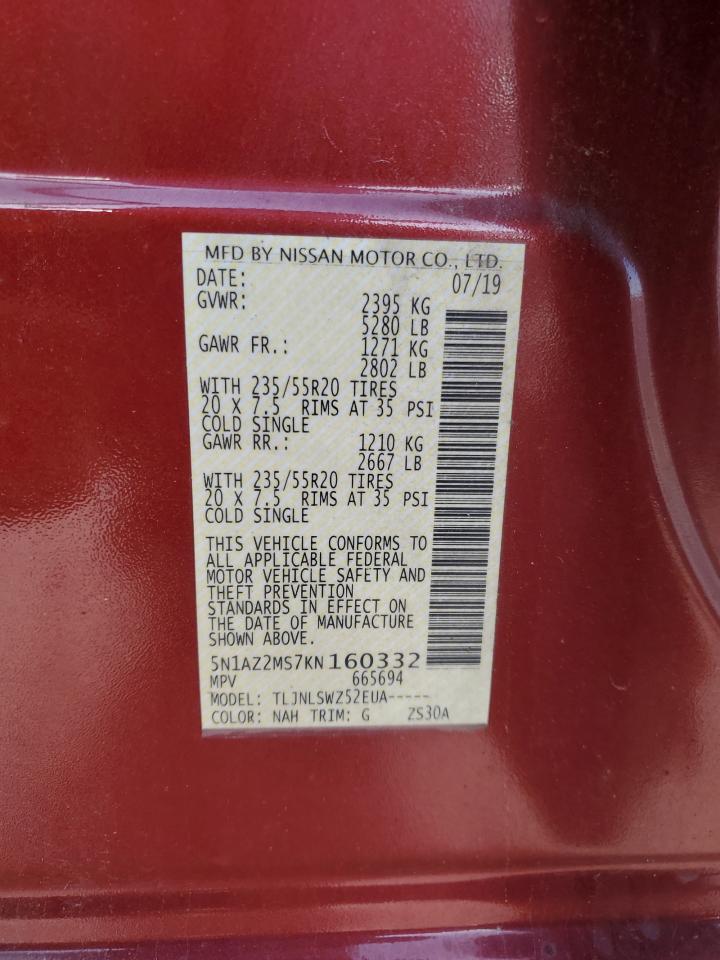 MFD BY NISSAN MOTOR CO., LTD.
DATE: 07/19
GVWR: 2395 KG
5280 LB
GAWR FR.: 1271 KG
2802 LB
WITH 235/55R20 TIRES
20 X 7.5 RIMS AT 35 PSI
COLD SINGLE
GAWR RR.: 1210 KG
2667 LB
WITH 235/55R20 TIRES
20 X 7.5 RIMS AT 35 PSI
COLD SINGLE
THIS VEHICLE CONFORMS TO
ALL APPLICABLE FEDERAL
MOTOR VEHICLE SAFETY AND
THEFT PREVENTION
STANDARDS IN EFFECT ON
THE DATE OF MANUFACTURE
SHOWN ABOVE.
5N1AZ2MS7KN160332
MPV 665694
MODEL: TLJNLSWZ52EUA-----
COLOR: NAH TRIM: G ZS30A